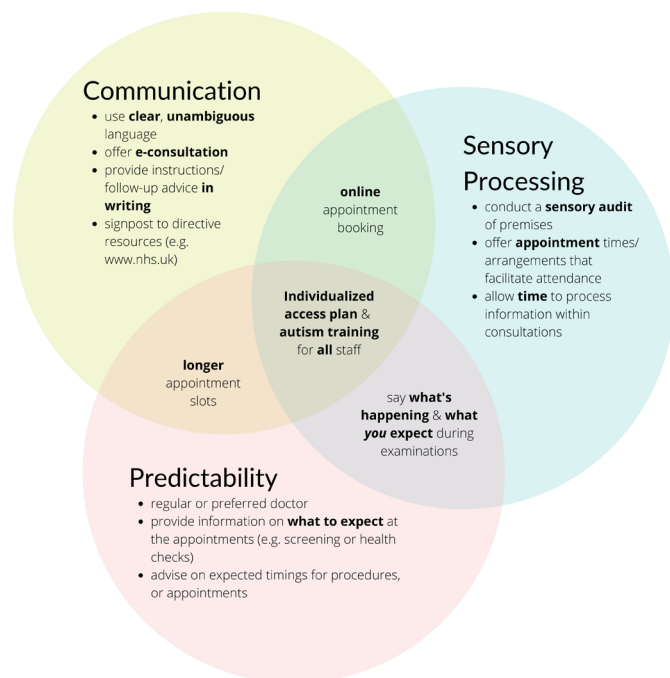 Communication
• use clear, unambiguous
language
• offer e-consultation
• provide instructions/
follow-up advice in
writing
• signpost to directive
resources (e.g.
www.nhs.uk)
Sensory
Processing
• conduct a sensory audit
of premises
• offer appointment times/
arrangements that
facilitate attendance
• allow time to process
information within
consultations
online
appointment
booking
Individualized
access plan &
autism training
for all staff
longer
appointment
slots
say what's
happening & what
you expect during
examinations
Predictability
• regular or preferred doctor
• provide information on what to expect at
the appointments (e.g. screening or health
checks)
• advise on expected timings for procedures,
or appointments